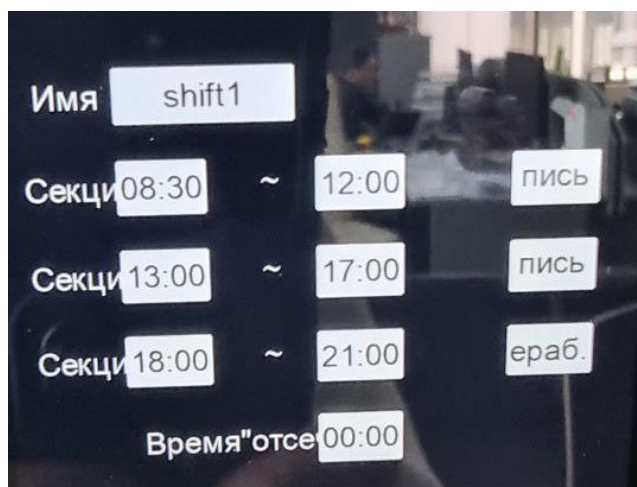 Имя shift1
Секци 08:30 ~ 12:00 пись
Секци 13:00 ~ 17:00 пись
Секци 18:00 ~ 21:00 ераб.
Время"отсе 00:00